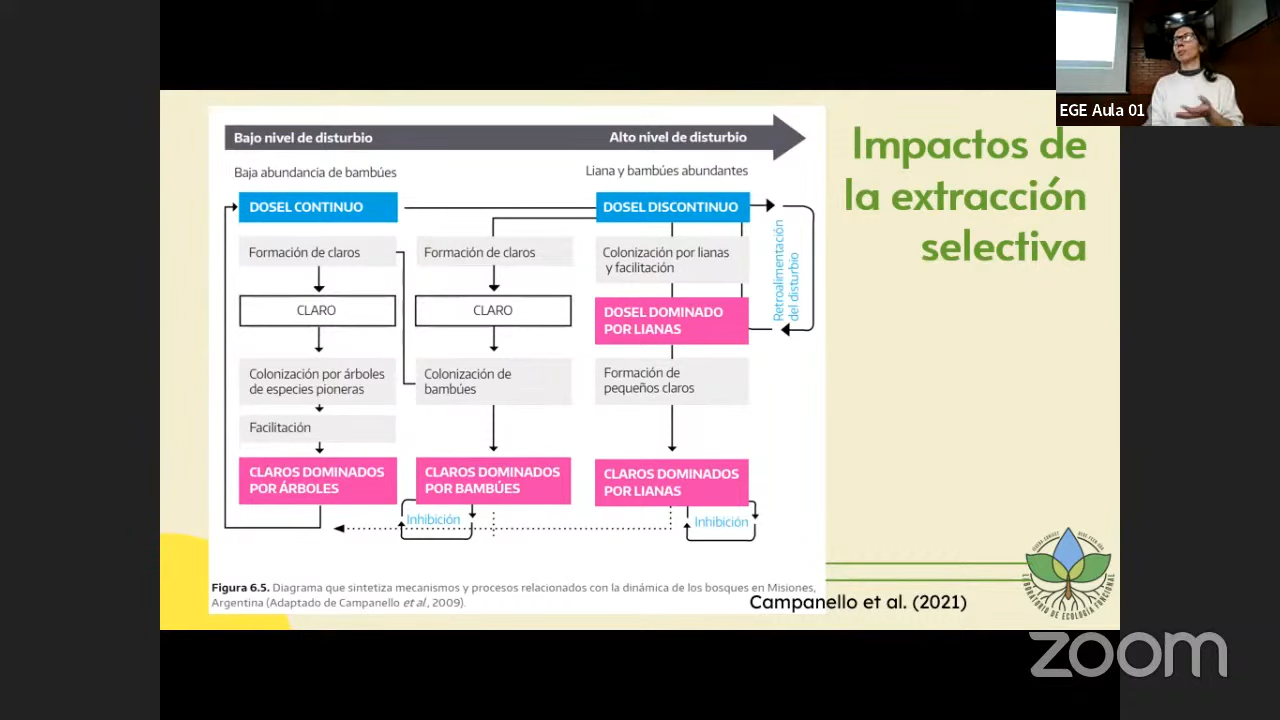 EGE Aula 01
Impactos de
la extracción
selectiva
Bajo nivel de disturbio
Alto nivel de disturbio
Baja abundancia de bambúes
Liana y bambúes abundantes
DOSEL CONTINUO
DOSEL DISCONTINUO
Formación de claros
Formación de claros
Colonización por lianas
y facilitación
Retroalimentación
del disturbio
CLARO
CLARO
DOSEL DOMINADO
POR LIANAS
Colonización por árboles
de especies pioneras
Colonización de
bambúes
Formación de
pequeños claros
Facilitación
CLAROS DOMINADOS
POR ÁRBOLES
CLAROS DOMINADOS
POR BAMBÚES
CLAROS DOMINADOS
POR LIANAS
Inhibición
Inhibición
Figura 6.5. Diagrama que sintetiza mecanismos y procesos relacionados con la dinámica de los bosques en Misiones,
Argentina (Adaptado de Campanello et al., 2009).
Campanello et al. (2021)
LABORATORIO DE ECOLOGÍA FUNCIONAL
zoom